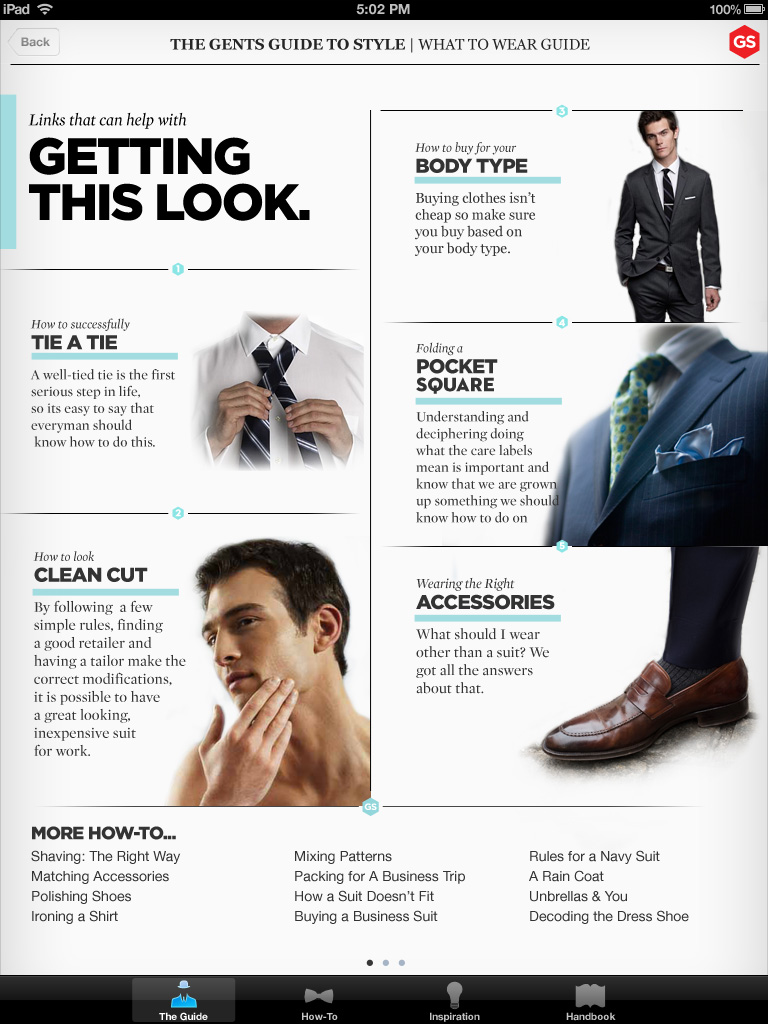 iPad 5:02 PM 100%
Back
THE GENTS GUIDE TO STYLE | WHAT TO WEAR GUIDE
GS
Links that can help with
GETTING
THIS LOOK.
1
How to successfully
TIE A TIE
A well-tied tie is the first
serious step in life,
so its easy to say that
everyman should
know how to do this.
2
How to look
CLEAN CUT
By following a few
simple rules, finding
a good retailer and
having a tailor make the
correct modifications,
it is possible to have
a great looking,
inexpensive suit
for work.
3
How to buy for your
BODY TYPE
Buying clothes isn't
cheap so make sure
you buy based on
your body type.
4
Folding a
POCKET
SQUARE
Understanding and
deciphering doing
what the care labels
mean is important and
know that we are grown
up something we should
know how to do on
5
Wearing the Right
ACCESSORIES
What should I wear
other than a suit? We
got all the answers
about that.
GS
MORE HOW-TO...
Shaving: The Right Way
Matching Accessories
Polishing Shoes
Ironing a Shirt
Mixing Patterns
Packing for A Business Trip
How a Suit Doesn't Fit
Buying a Business Suit
Rules for a Navy Suit
A Rain Coat
Unbrellas & You
Decoding the Dress Shoe
The Guide
How-To
Inspiration
Handbook